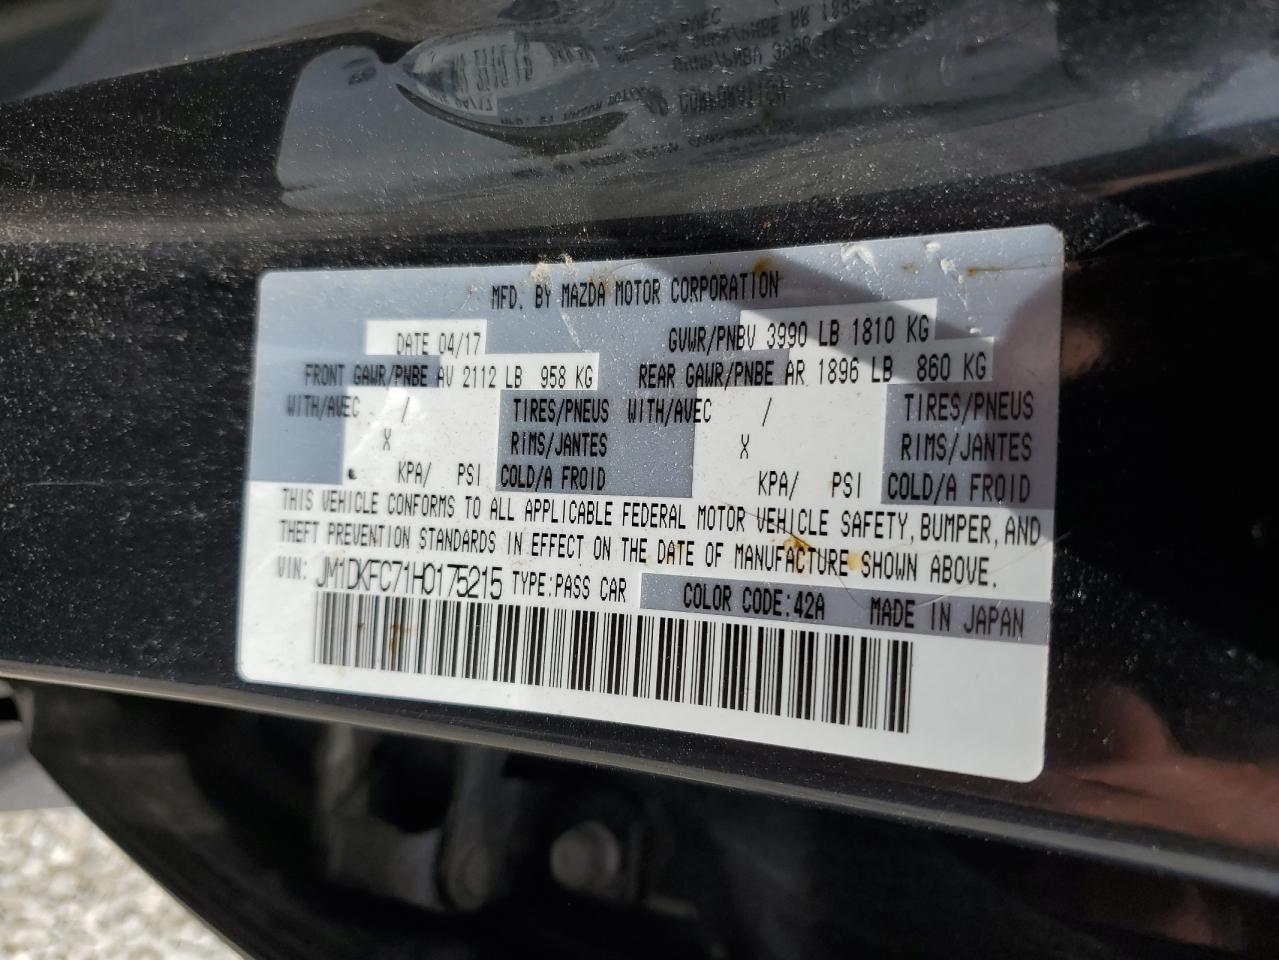 MFD. BY MAZDA MOTOR CORPORATION
DATE 04/17 GVWR/PNBV 3990 LB 1810 KG
FRONT GAWR/PNBE AV 2112 LB 958 KG REAR GAWR/PNBE AR 1896 LB 860 KG
WITH/AVEC / TIRES/PNEUS WITH/AVEC / TIRES/PNEUS
X RIMS/JANTES X RIMS/JANTES
KPA/ PSI COLD/A FROID KPA/ PSI COLD/A FROID
THIS VEHICLE CONFORMS TO ALL APPLICABLE FEDERAL MOTOR VEHICLE SAFETY, BUMPER, AND
THEFT PREVENTION STANDARDS IN EFFECT ON THE DATE OF MANUFACTURE SHOWN ABOVE.
VIN: JM1DKFC71H0175215 TYPE:PASS CAR COLOR CODE:42A MADE IN JAPAN